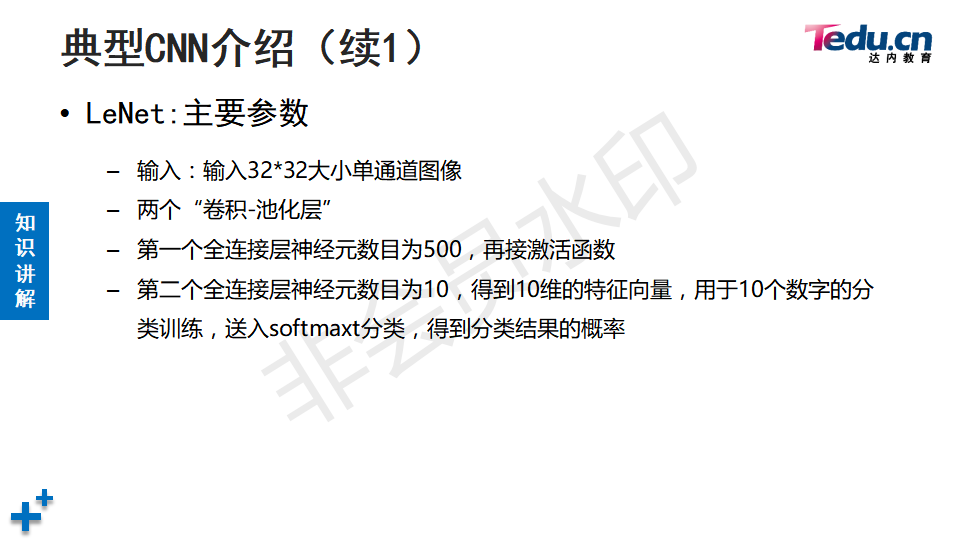 典型CNN介绍（续1）
Tedu.cn
达内教育
• LeNet:主要参数
– 输入：输入32*32大小单通道图像
– 两个“卷积-池化层”
– 第一个全连接层神经元数目为500，再接激活函数
– 第二个全连接层神经元数目为10，得到10维的特征向量，用于10个数字的分
类训练，送入softmaxt分类，得到分类结果的概率
知识讲解
非会员水印